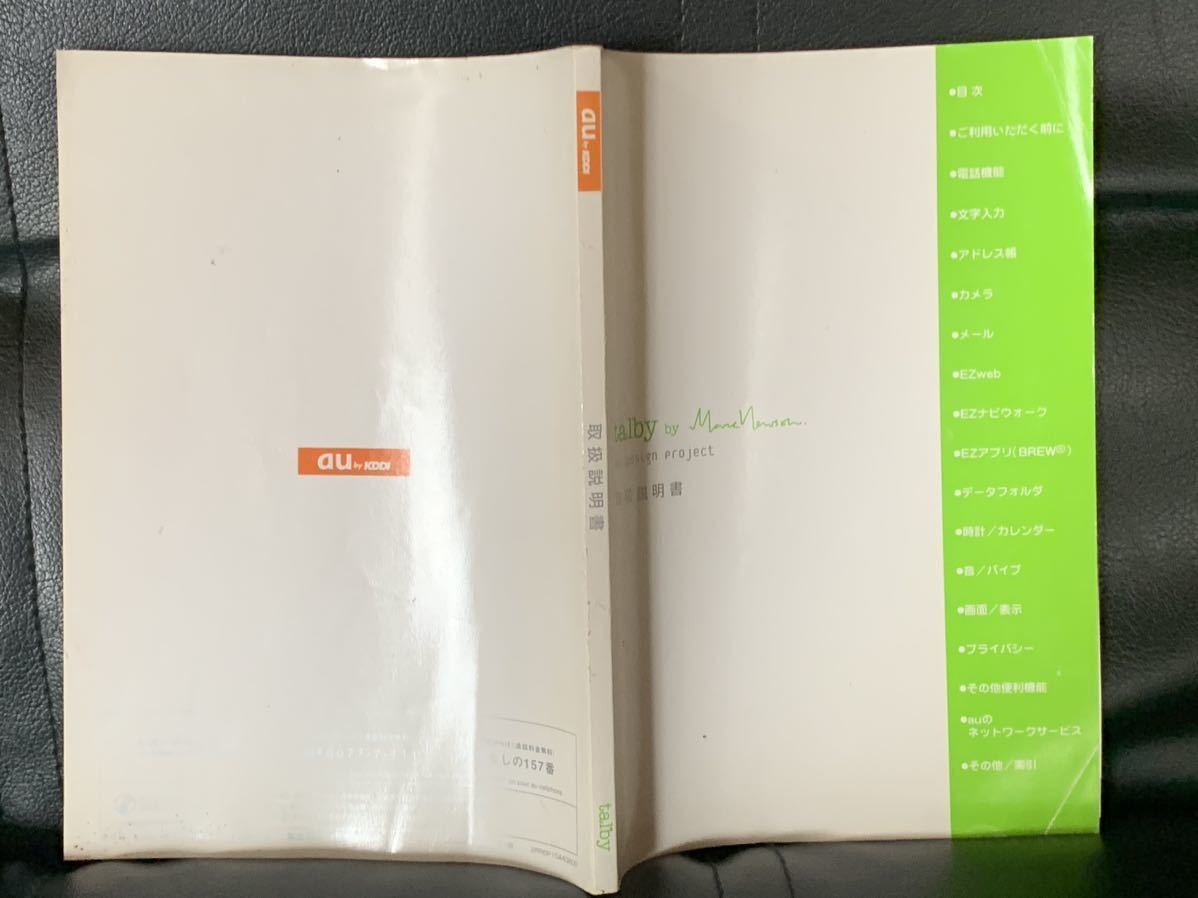 au by KDDI
取扱説明書
talby
au by KDDI
(通話料金無料)
しの157番
talby by Marc Newson.
design project
説明書
●目次
●ご利用いただく前に
●電話機能
●文字入力
●アドレス帳
●カメラ
●メール
●EZweb
●EZナビウォーク
●EZアプリ(BREW®)
●データフォルダ
●時計／カレンダー
●音／バイブ
●画面／表示
●プライバシー
●その他便利機能
●auの
ネットワークサービス
●その他／索引